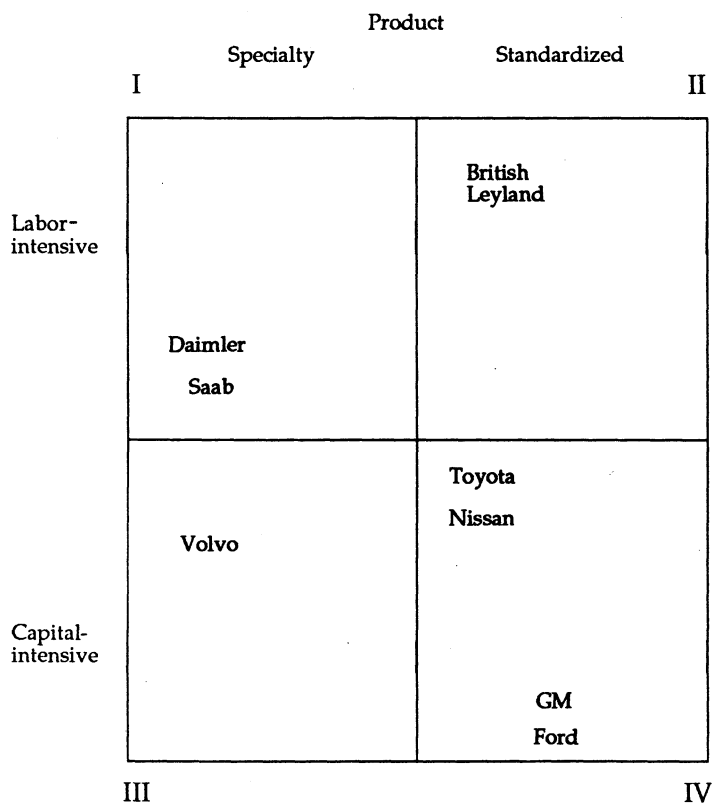 Product
Specialty
Standardized
I
II
Labor-
intensive
British
Leyland
Daimler
Saab
Capital-
intensive
Volvo
Toyota
Nissan
GM
Ford
III
IV